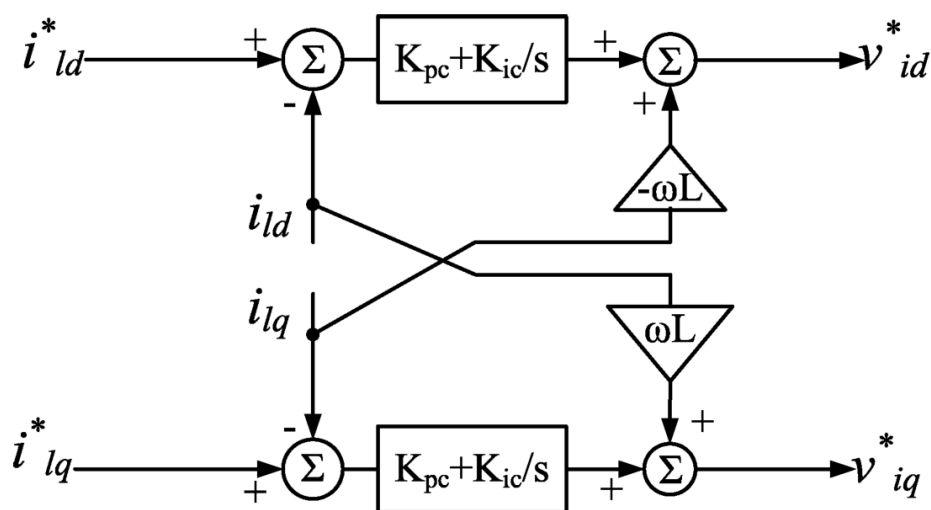 i*ld + Σ - Kpc+Kic/s + Σ + v*id
-ωL
ild
ilq
ωL
i*lq - Σ + Kpc+Kic/s + Σ + v*iq